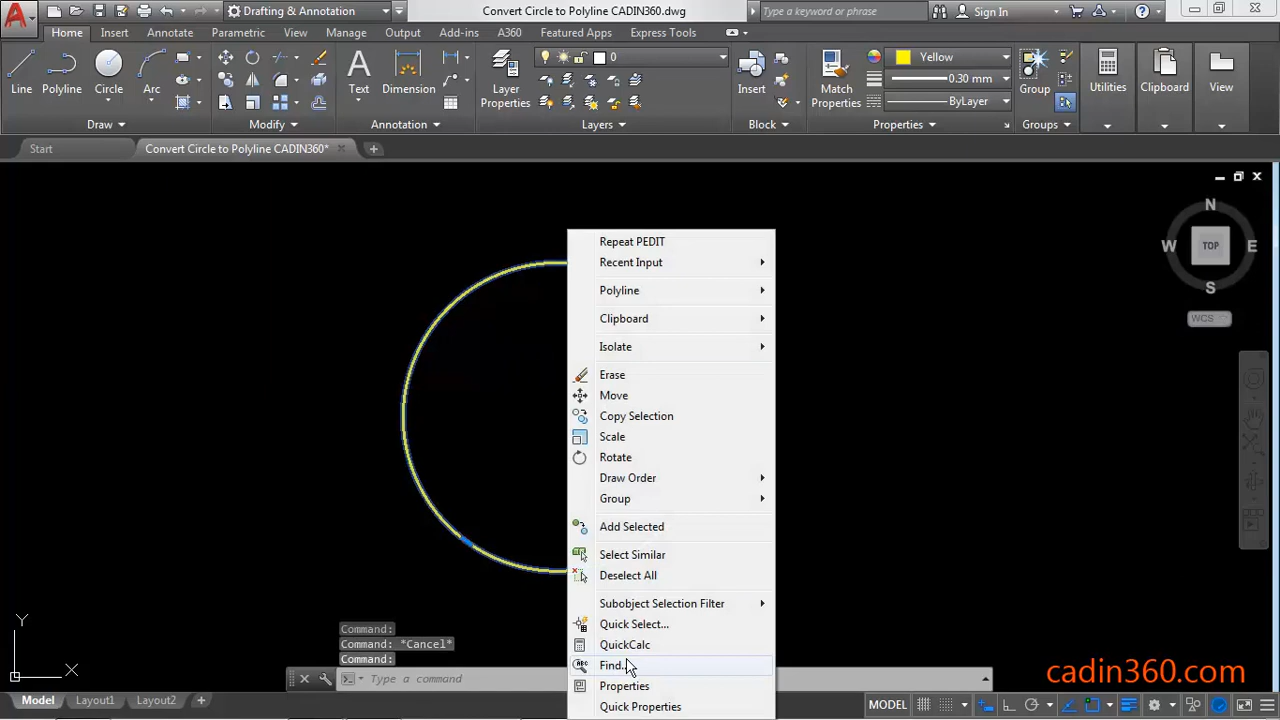 Drafting & Annotation
Convert Circle to Polyline CADIN360.dwg
Type a keyword or phrase
Sign In
Home Insert Annotate Parametric View Manage Output Add-ins A360 Featured Apps Express Tools
Line Polyline Circle Arc
Text Dimension
Layer
Properties
0
Insert
Match
Properties
Yellow
0.30 mm
ByLayer
Group
Utilities Clipboard View
Draw Modify Annotation Layers Block Properties Groups
Start
Convert Circle to Polyline CADIN360*
N
W TOP E
S
WCS
Repeat PEDIT
Recent Input
Polyline
Clipboard
Isolate
Erase
Move
Copy Selection
Scale
Rotate
Draw Order
Group
Add Selected
Select Similar
Deselect All
Subobject Selection Filter
Quick Select...
QuickCalc
Find...
Properties
Quick Properties
Command:
Command: *Cancel*
Command:
Type a command
Y
X
cadin360.com
Model Layout1 Layout2
MODEL